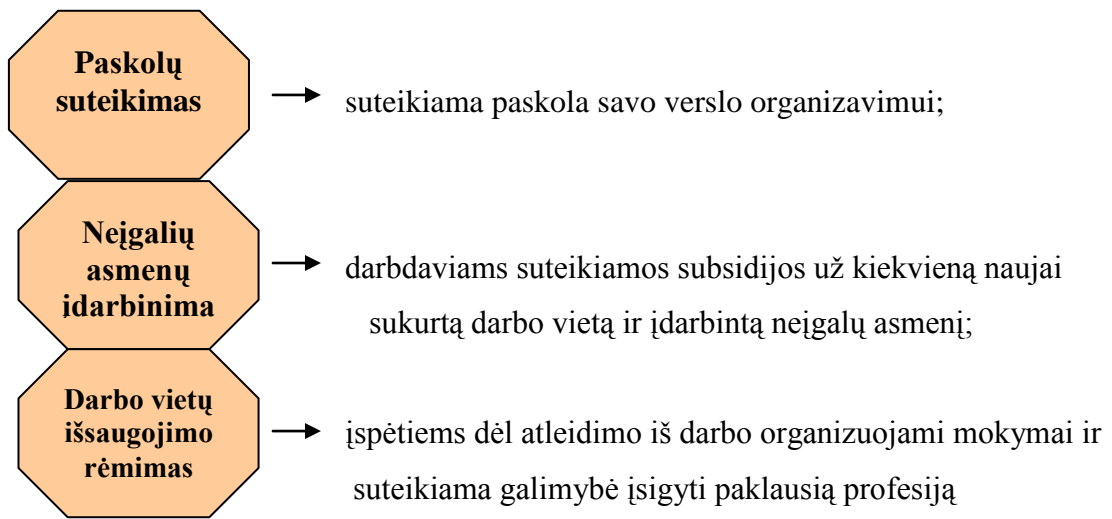 Paskolų
suteikimas
suteikiama paskola savo verslo organizavimui;
Neįgalių
asmenų
įdarbinima
darbdaviams suteikiamos subsidijos už kiekvieną naujai
sukurtą darbo vietą ir įdarbintą neįgalų asmenį;
Darbo vietų
išsaugojimo
rėmimas
įspėtiems dėl atleidimo iš darbo organizuojami mokymai ir
suteikiama galimybė įsigyti paklausią profesiją